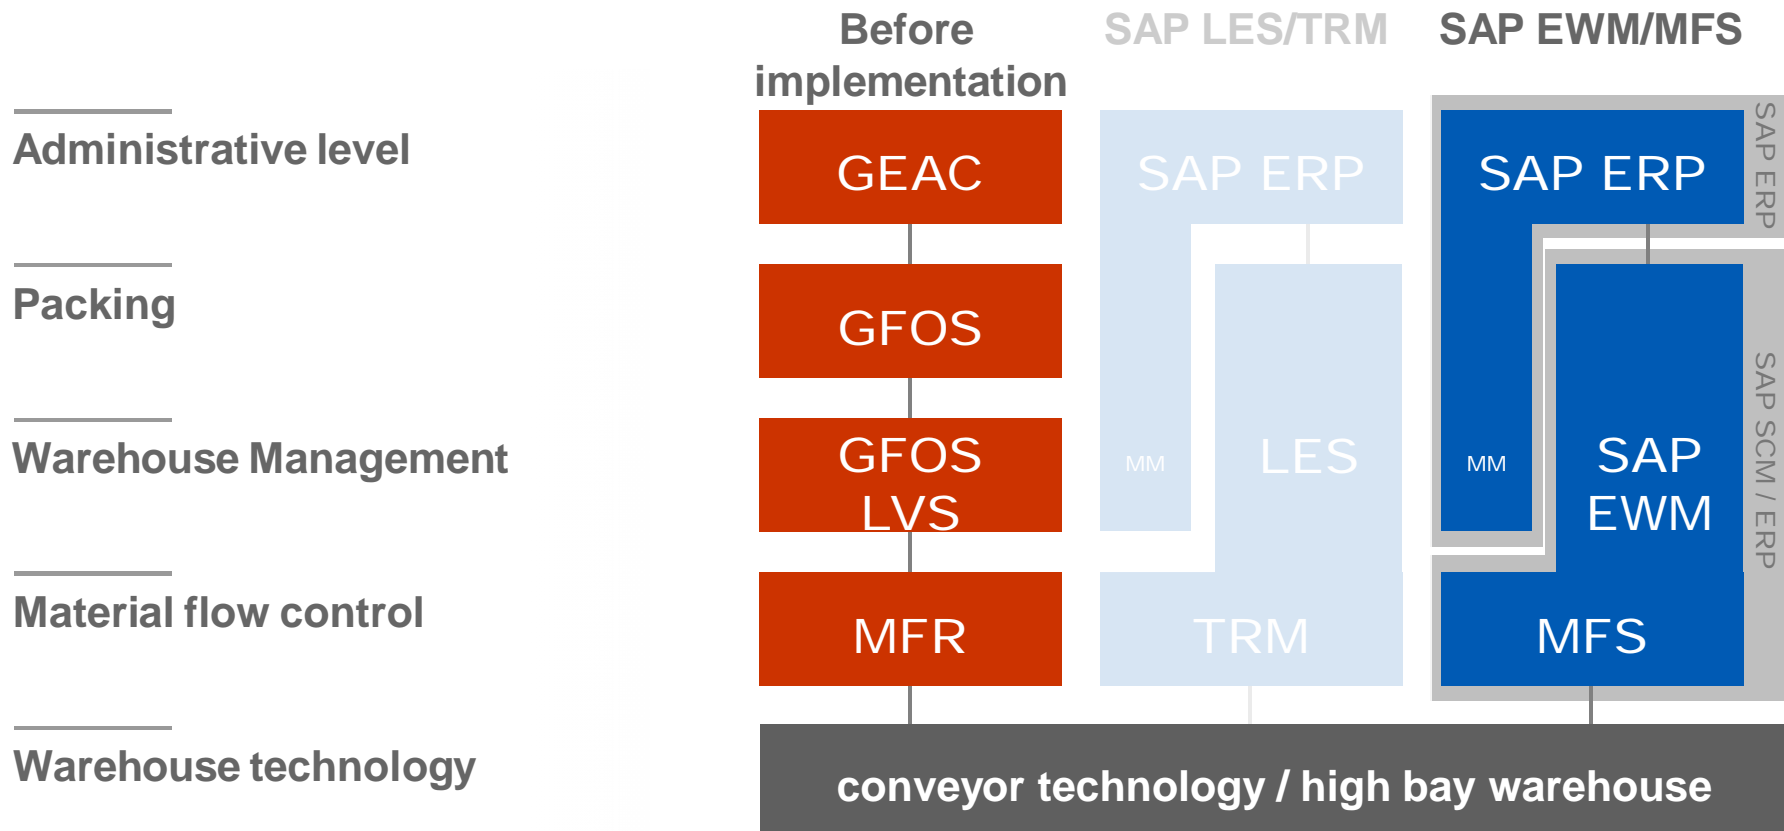 Before
implementation
SAP LES/TRM
SAP EWM/MFS
Administrative level
GEAC
SAP ERP
SAP ERP
SAP ERP
Packing
GFOS
Warehouse Management
GFOS
LVS
MM
LES
MM
SAP
EWM
SAP SCM / ERP
Material flow control
MFR
TRM
MFS
Warehouse technology
conveyor technology / high bay warehouse